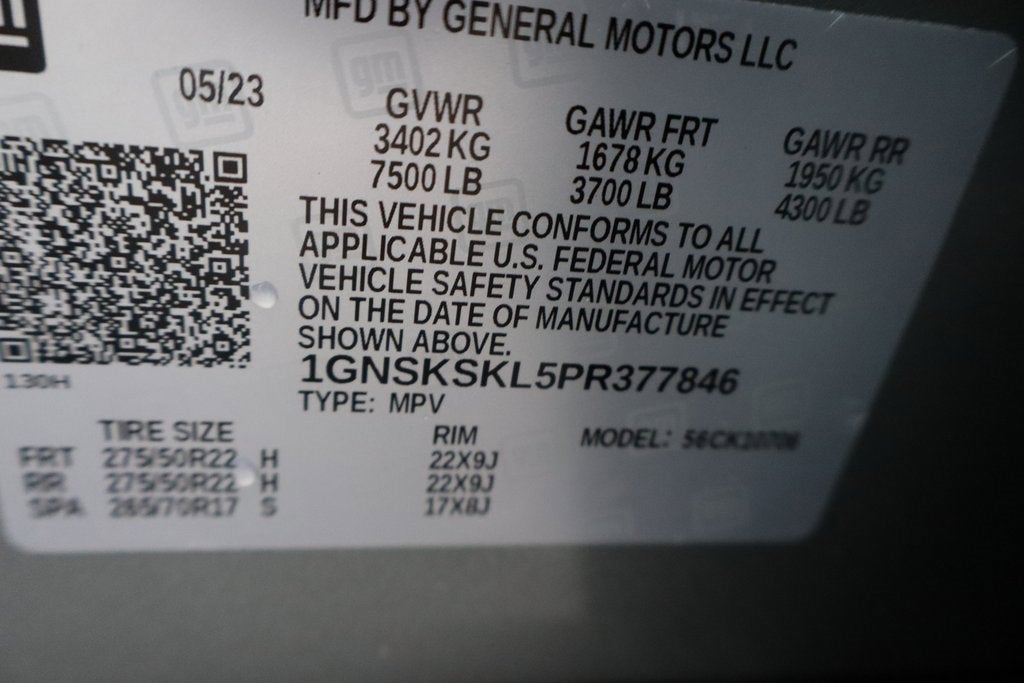 MFD BY GENERAL MOTORS LLC
05/23
GVWR GAWR FRT GAWR RR
3402 KG 1678 KG 1950 KG
7500 LB 3700 LB 4300 LB
THIS VEHICLE CONFORMS TO ALL
APPLICABLE U.S. FEDERAL MOTOR
VEHICLE SAFETY STANDARDS IN EFFECT
ON THE DATE OF MANUFACTURE
SHOWN ABOVE.
1GNSKSKL5PR377846
130H
TYPE: MPV
TIRE SIZE RIM MODEL:
FRT 275/50R22 H 22X9J
RR 275/50R22 H 22X9J
SPA 265/70R17 S 17X8J